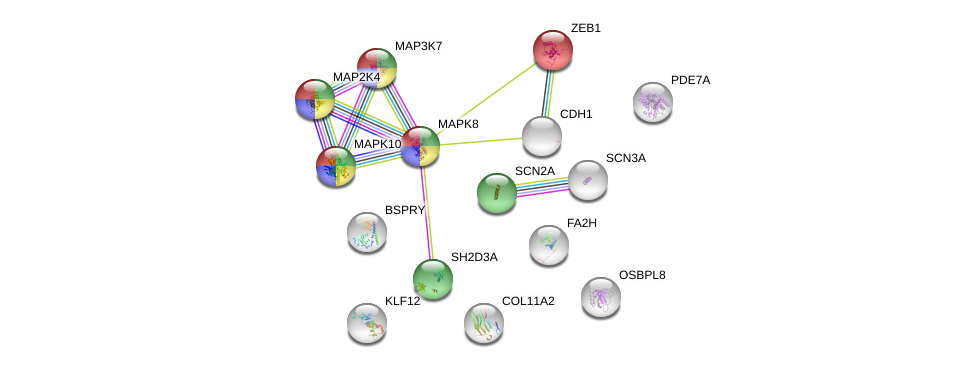 ZEB1
MAP3K7
MAP2K4
PDE7A
CDH1
MAPK8
MAPK10
SCN3A
SCN2A
BSPRY
FA2H
SH2D3A
OSBPL8
KLF12
COL11A2